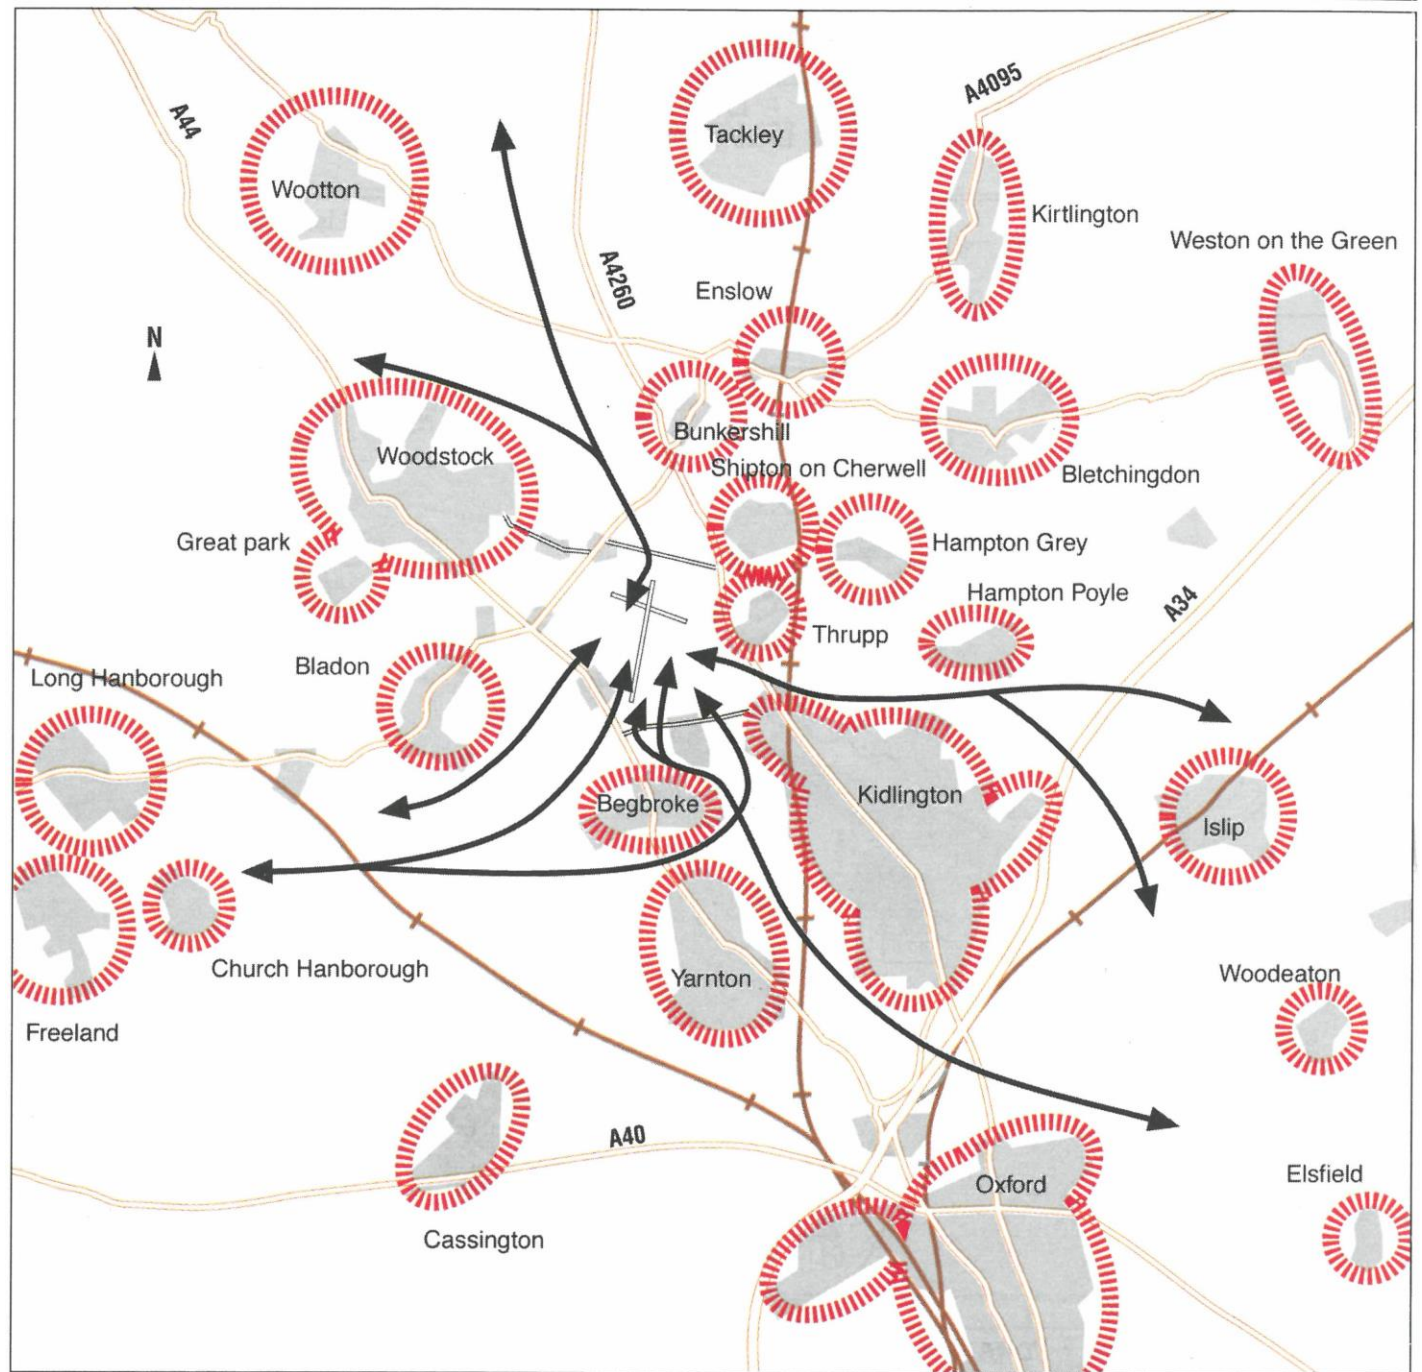 A4095
A44
Tackley
Wootton
Kirtlington
Weston on the Green
A4260
Enslow
N
Bunkershill
Woodstock
Shipton on Cherwell
Bletchingdon
Great park
Hampton Grey
Hampton Poyle
A34
Thrupp
Bladon
Long Hanborough
Kidlington
Begbroke
Islip
Church Hanborough
Yarnton
Woodeaton
Freeland
A40
Elsfield
Oxford
Cassington